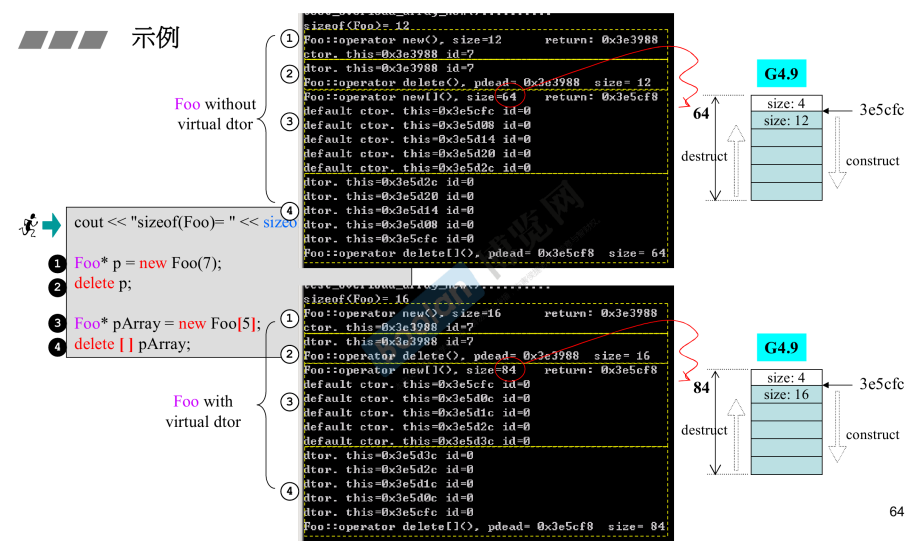 示例
sizeof(Foo)= 12
① Foo::operator new(), size=12 return: 0x3e3988
ctor. this=0x3e3988 id=7
② dtor. this=0x3e3988 id=7
Foo::operator delete(), pdead= 0x3e3988 size= 12
Foo::operator new[](), size=64 return: 0x3e5cf8
③ default ctor. this=0x3e5cfc id=0
default ctor. this=0x3e5d08 id=0
default ctor. this=0x3e5d14 id=0
default ctor. this=0x3e5d20 id=0
default ctor. this=0x3e5d2c id=0
dtor. this=0x3e5d2c id=0
dtor. this=0x3e5d20 id=0
④ dtor. this=0x3e5d14 id=0
dtor. this=0x3e5d08 id=0
dtor. this=0x3e5cfc id=0
Foo::operator delete[](), pdead= 0x3e5cf8 size= 64
Foo without
virtual dtor
G4.9
64
size: 4
size: 12
3e5cfc
destruct
construct
cout << "sizeof(Foo)= " << sizeo
1 Foo* p = new Foo(7);
2 delete p;
3 Foo* pArray = new Foo[5];
4 delete [ ] pArray;
sizeof(Foo)= 16
① Foo::operator new(), size=16 return: 0x3e3988
ctor. this=0x3e3988 id=7
dtor. this=0x3e3988 id=7
② Foo::operator delete(), pdead= 0x3e3988 size= 16
Foo::operator new[](), size=84 return: 0x3e5cf8
default ctor. this=0x3e5cfc id=0
③ default ctor. this=0x3e5d0c id=0
default ctor. this=0x3e5d1c id=0
default ctor. this=0x3e5d2c id=0
default ctor. this=0x3e5d3c id=0
dtor. this=0x3e5d3c id=0
dtor. this=0x3e5d2c id=0
dtor. this=0x3e5d1c id=0
④ dtor. this=0x3e5d0c id=0
dtor. this=0x3e5cfc id=0
Foo::operator delete[](), pdead= 0x3e5cf8 size= 84
Foo with
virtual dtor
G4.9
84
size: 4
size: 16
3e5cfc
destruct
construct
Boolan 博览网
64